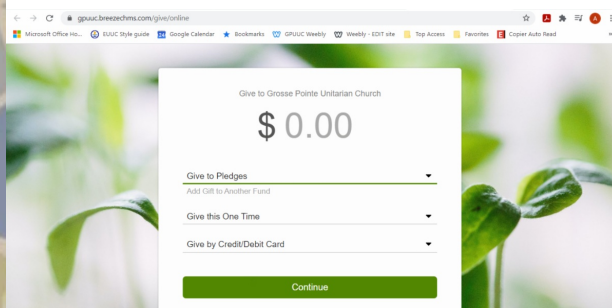 gpuuc.breezechms.com/give/online
Microsoft Office Ho... EUUC Style guide Google Calendar Bookmarks GPUUC Weebly Weebly - EDIT site Top Access Favorites Copier Auto Read
Give to Grosse Pointe Unitarian Church
$ 0.00
Give to Pledges
Add Gift to Another Fund
Give this One Time
Give by Credit/Debit Card
Continue